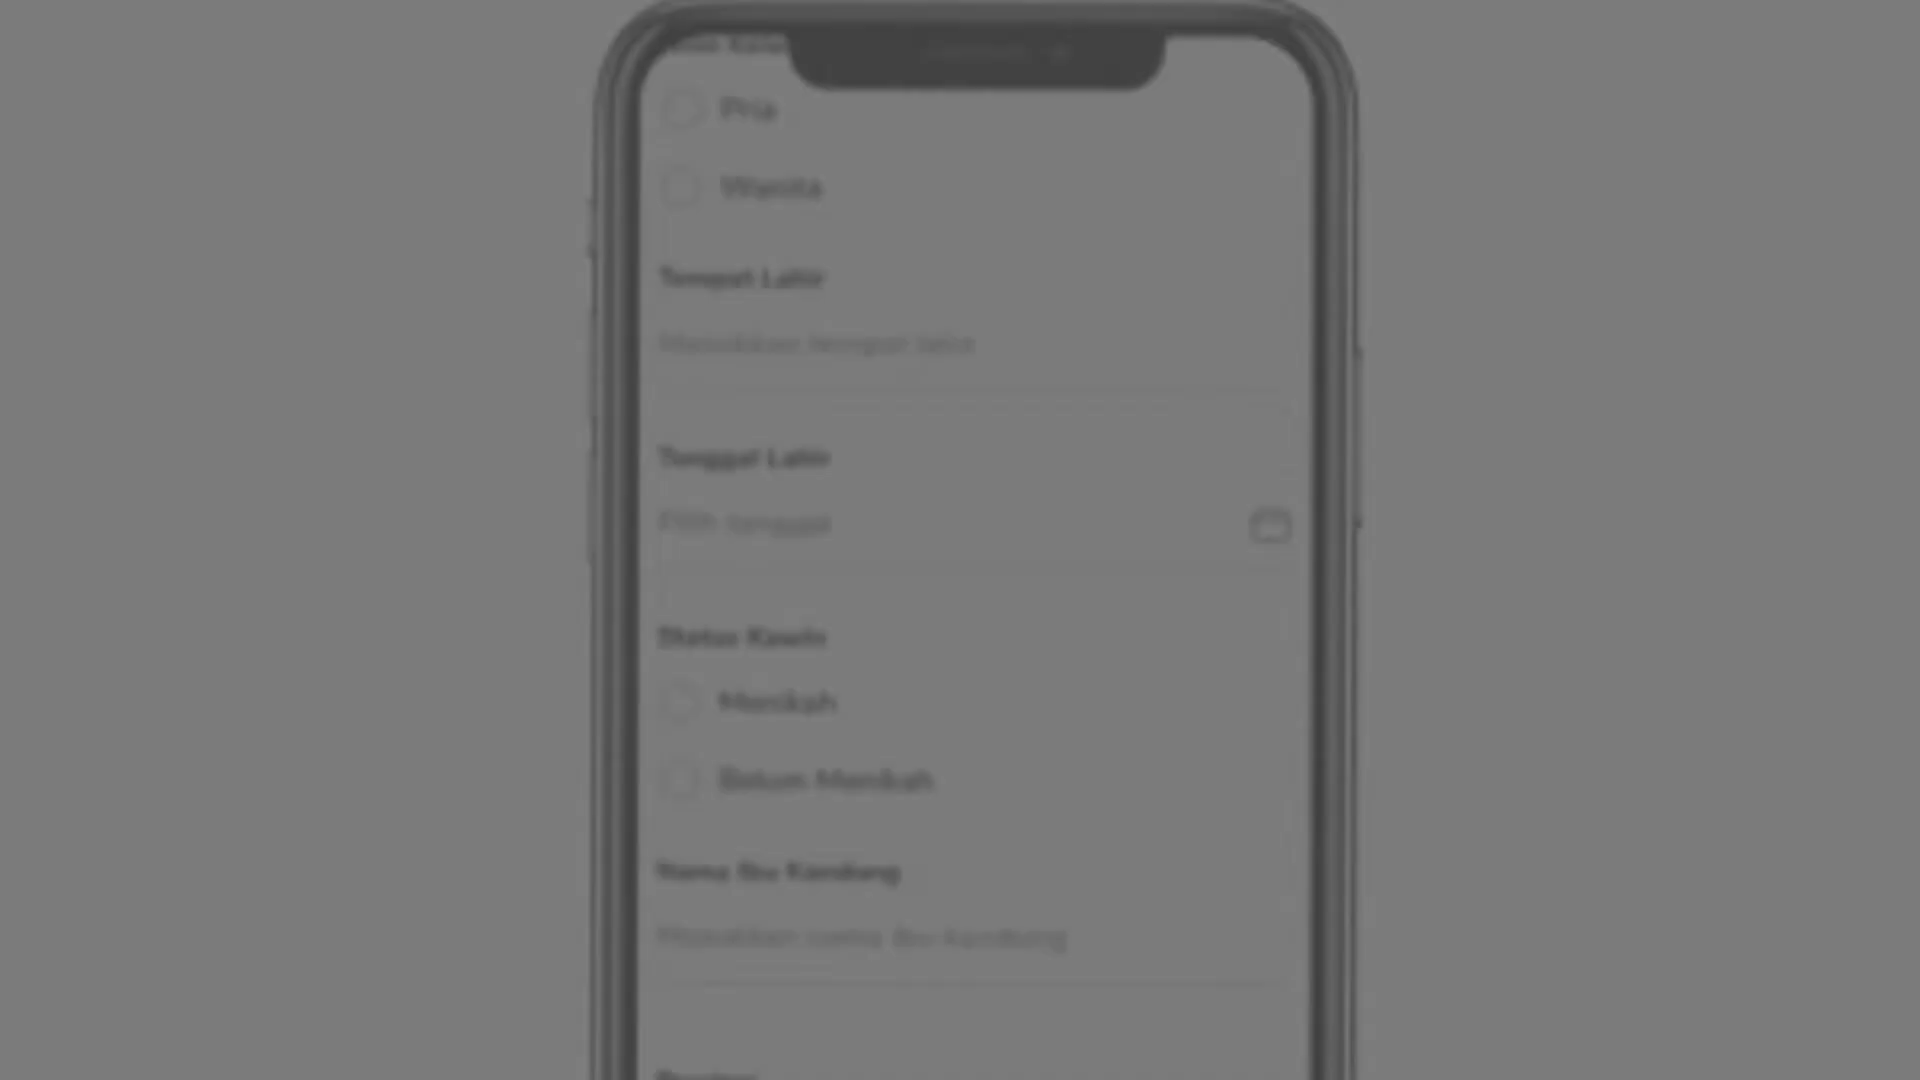 Pria
Wanita
Tempat Lahir
Masukkan tempat lahir
Tanggal Lahir
Pilih tanggal
Status Kawin
Menikah
Belum Menikah
Nama Ibu Kandung
Masukkan nama Ibu Kandung